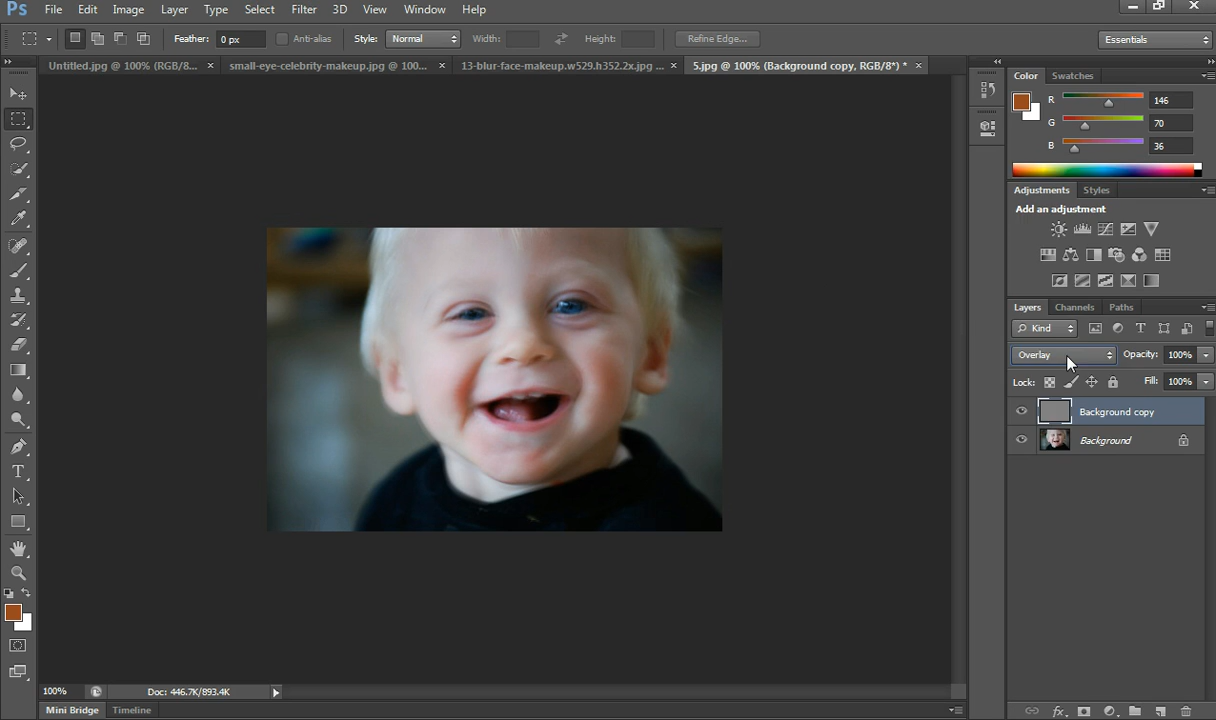 Ps File Edit Image Layer Type Select Filter 3D View Window Help
Feather: 0 px Anti-alias Style: Normal Width: Height: Refine Edge... Essentials
Untitled.jpg @ 100% (RGB/8... × small-eye-celebrity-makeup.jpg @ 100... × 13-blur-face-makeup.w529.h352.2x.jpg ... × 5.jpg @ 100% (Background copy, RGB/8*) * ×
Color Swatches
R 146
G 70
B 36
Adjustments Styles
Add an adjustment
Layers Channels Paths
Kind
Overlay Opacity: 100%
Lock: Fill: 100%
Background copy
Background
100% Doc: 446.7K/893.4K
Mini Bridge Timeline